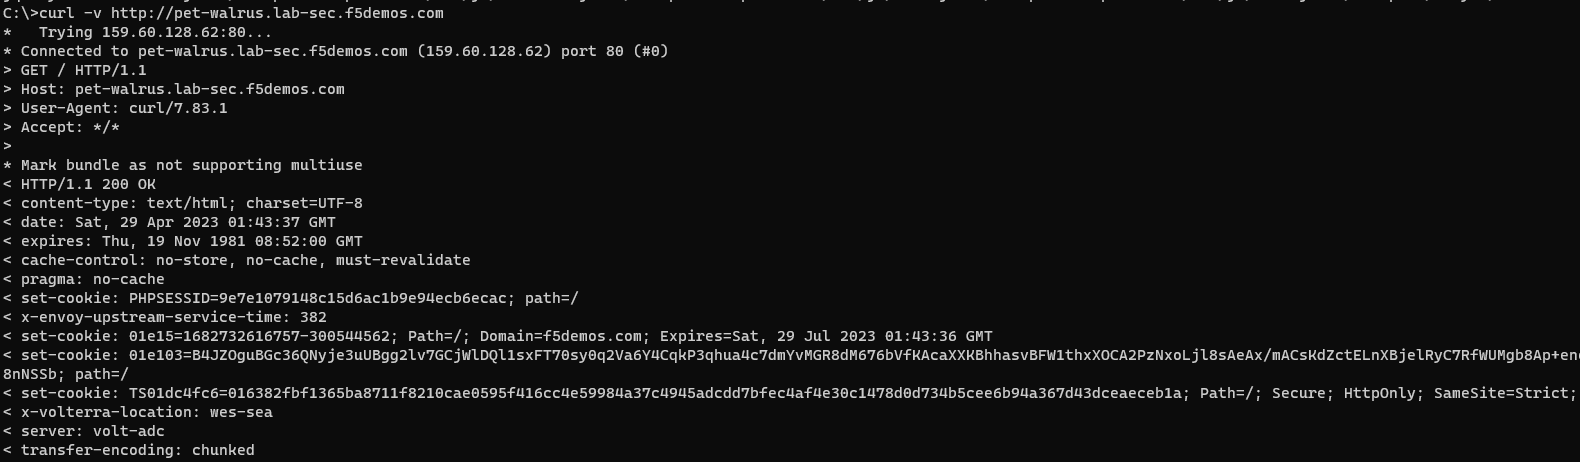 C:\>curl -v http://pet-walrus.lab-sec.f5demos.com
*   Trying 159.60.128.62:80...
* Connected to pet-walrus.lab-sec.f5demos.com (159.60.128.62) port 80 (#0)
> GET / HTTP/1.1
> Host: pet-walrus.lab-sec.f5demos.com
> User-Agent: curl/7.83.1
> Accept: */*
>
* Mark bundle as not supporting multiuse
< HTTP/1.1 200 OK
< content-type: text/html; charset=UTF-8
< date: Sat, 29 Apr 2023 01:43:37 GMT
< expires: Thu, 19 Nov 1981 08:52:00 GMT
< cache-control: no-store, no-cache, must-revalidate
< pragma: no-cache
< set-cookie: PHPSESSID=9e7e1079148c15d6ac1b9e94ecb6ecac; path=/
< x-envoy-upstream-service-time: 382
< set-cookie: 01e15=1682732616757-300544562; Path=/; Domain=f5demos.com; Expires=Sat, 29 Jul 2023 01:43:36 GMT
< set-cookie: 01e103=B4JZOguBGc36QNyje3uUBgg2lv7GCjWlDQl1sxFT70sy0q2Va6Y4CqkP3qhua4c7dmYvMGR8dM676bVfKAcaXXKBhhasvBFW1thxXOCA2PzNxoLjl8sAeAx/mACsKdZctELnXBjelRyC7RfWUMgb8Ap+en
8nNSSb; path=/
< set-cookie: TS01dc4fc6=016382fbf1365ba8711f8210cae0595f416cc4e59984a37c4945adcdd7bfec4af4e30c1478d0d734b5cee6b94a367d43dceaeceb1a; Path=/; Secure; HttpOnly; SameSite=Strict;
< x-volterra-location: wes-sea
< server: volt-adc
< transfer-encoding: chunked